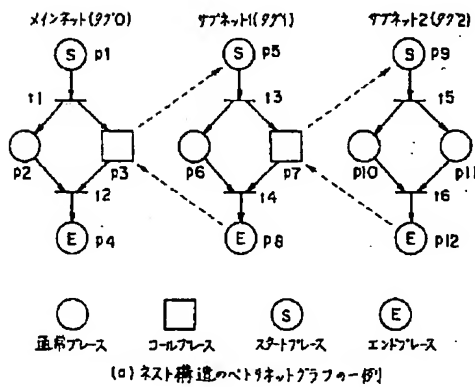 メインネット(タグ0) サブネット1(タグ1) サブネット2(タグ2)
S p1 S p5 S p9
t1 t3 t5
p2 p3 p6 p7 p10 p11
t2 t4 t6
E p4 E p8 E p12
S E
通常プレース コールプレース スタートプレース エンドプレース
(a) ネスト構造のペトリネットグラフの一例